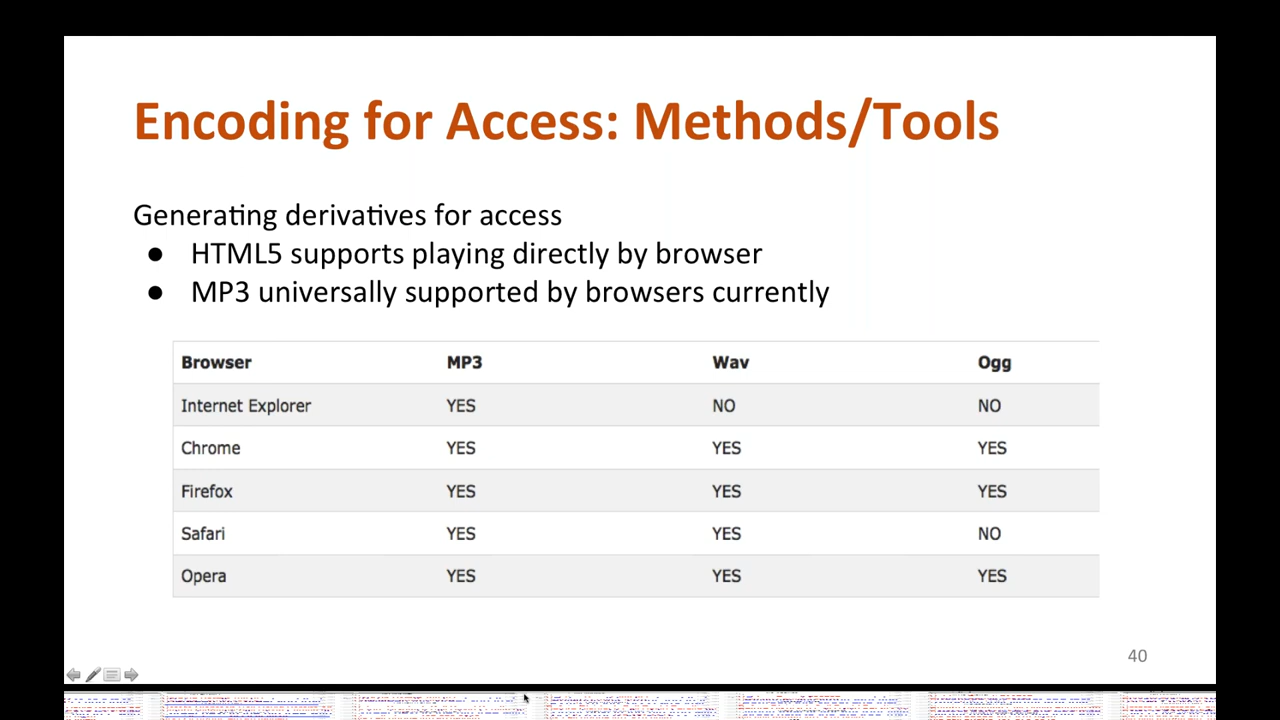 Encoding for Access: Methods/Tools
Generating derivatives for access
● HTML5 supports playing directly by browser
● MP3 universally supported by browsers currently
Browser MP3 Wav Ogg
Internet Explorer YES NO NO
Chrome YES YES YES
Firefox YES YES YES
Safari YES YES NO
Opera YES YES YES
40